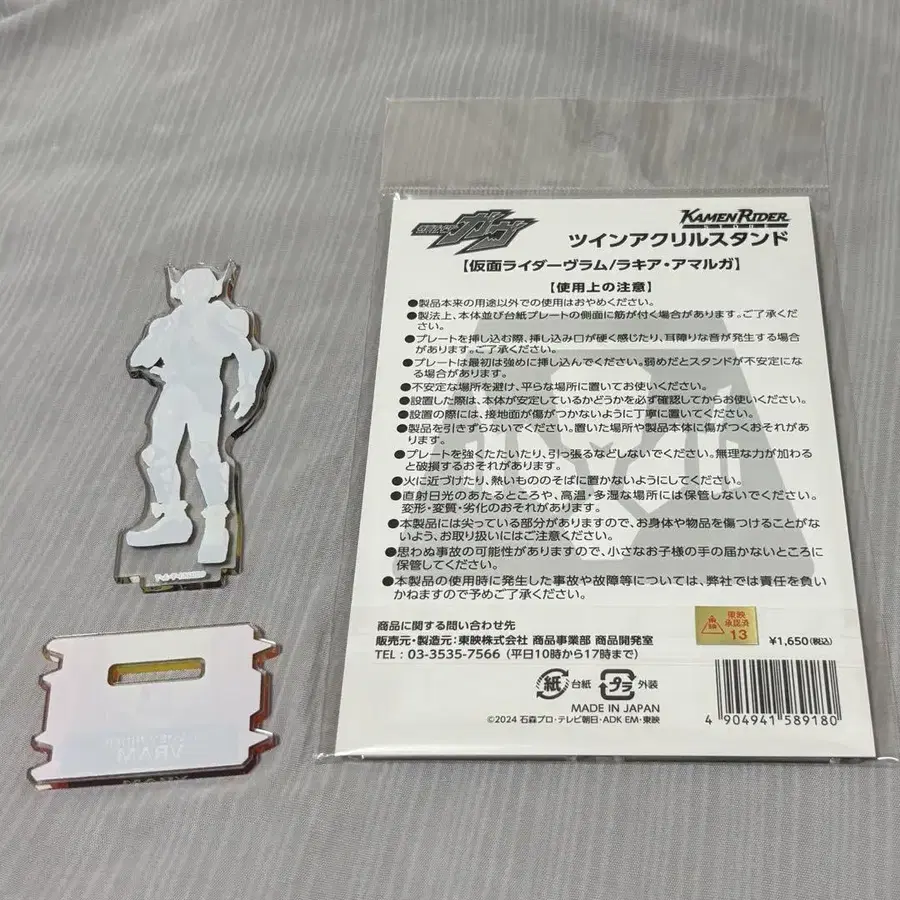 仮面ライダー ガヴ
KAMEN RIDER
STORE
ツインアクリルスタンド
【仮面ライダーヴラム/ラキア・アマルガ】
【使用上の注意】
●製品本来の用途以外での使用はおやめください。
●製法上、本体並び台紙プレートの側面に筋が付く場合があります。ご了承くだ
さい。
●プレートを挿し込む際、挿し込み口が硬く感じたり、耳障りな音が発生する場合
があります。ご了承ください。
●プレートは最初は強めに挿し込んでください。弱めだとスタンドが不安定にな
る場合があります。
●不安定な場所を避け、平らな場所に置いてお使いください。
●設置した際は、本体が安定しているかどうかを必ず確認してからお使いください。
●設置の際には、接地面が傷がつかないように丁寧に置いてください。
●製品を引きずらないでください。置いた場所や製品本体に傷がつくおそれがあ
ります。
●プレートを強くたたいたり、引っ張るなどしないでください。無理な力が加わる
と破損するおそれがあります。
●火に近づけたり、熱いもののそばに置かないようにしてください。
●直射日光のあたるところや、高温・多湿な場所には保管しないでください。
変形・変質・劣化のおそれがあります。
●本製品には尖っている部分がありますので、お身体や物品を傷つけることがな
いよう、お取り扱いにはご注意ください。
●思わぬ事故の可能性がありますので、小さなお子様の手の届かないところに
保管してください。
●本製品の使用時に発生した事故や故障等については、弊社では責任を負い
かねますので予めご了承ください。
商品に関する問い合わせ先
販売元・製造元:東映株式会社 商品事業部 商品開発室
TEL:03-3535-7566 (平日10時から17時まで)
東映
承認済
13
¥1,650(税込)
紙 台紙 プラ 外装
MADE IN JAPAN
©2024 石森プロ・テレビ朝日・ADK EM・東映
4 904941 589180
KAMEN RIDER
VRAM